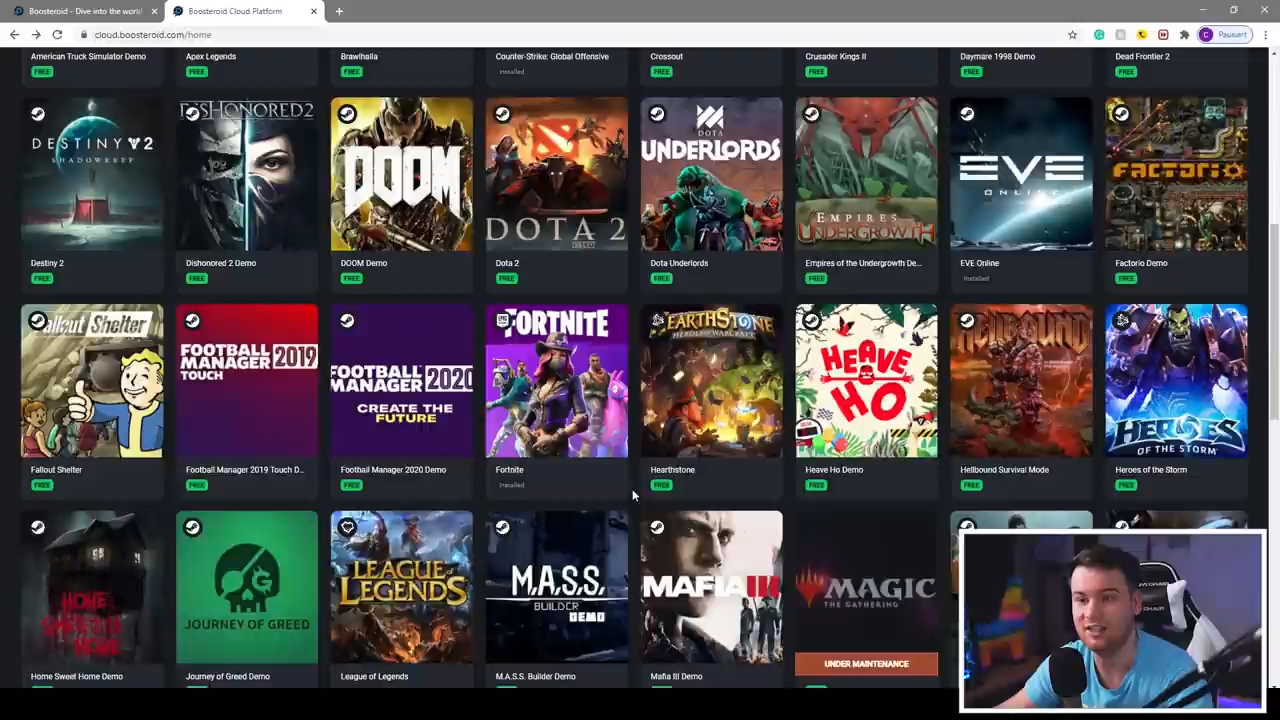 Boosteroid - Dive into the world
Boosteroid Cloud Platform
cloud.boosteroid.com/home
Pausiert
American Truck Simulator Demo
FREE
Apex Legends
FREE
Brawlhalla
FREE
Counter-Strike: Global Offensive
Installed
Crossout
FREE
Crusader Kings II
FREE
Daymare 1998 Demo
FREE
Dead Frontier 2
FREE
DESTINY 2
SHADOWKEEP
Destiny 2
FREE
DISHONORED 2
Dishonored 2 Demo
FREE
DOOM
DOOM Demo
FREE
DOTA 2
Dota 2
FREE
DOTA
UNDERLORDS
Dota Underlords
FREE
EMPIRES
OF THE
UNDERGROWTH
Empires of the Undergrowth De...
FREE
EVE
ONLINE
EVE Online
Installed
FACTORIO
Factorio Demo
FREE
Fallout Shelter
Fallout Shelter
FREE
FOOTBALL
MANAGER 2019
TOUCH
Football Manager 2019 Touch D...
FREE
FOOTBALL
MANAGER 2020
CREATE THE
FUTURE
Football Manager 2020 Demo
FREE
EPIC
GAMES
FORTNITE
Fortnite
Installed
HEARTHSTONE
HEROES OF WARCRAFT
Hearthstone
FREE
HEAVE
HO
Heave Ho Demo
FREE
HELLBOUND
Hellbound Survival Mode
FREE
HEROES
OF THE STORM
Heroes of the Storm
FREE
HOME
SWEET HOME
Home Sweet Home Demo
JOURNEY OF GREED
Journey of Greed Demo
LEAGUE of
LEGENDS
League of Legends
M.A.S.S.
BUILDER
DEMO
M.A.S.S. Builder Demo
MAFIA III
Mafia III Demo
MAGIC
THE GATHERING
UNDER MAINTENANCE